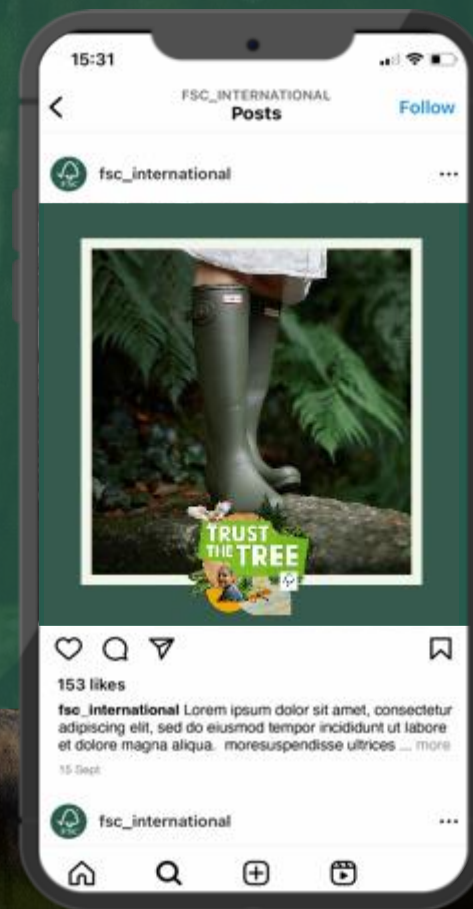 15:31
FSC_INTERNATIONAL
Posts
Follow
fsc_international
TRUST
THE TREE
153 likes
fsc_international Lorem ipsum dolor sit amet, consectetur
adipiscing elit, sed do eiusmod tempor incididunt ut labore
et dolore magna aliqua. moresuspendisse ultrices ... more
15 Sept
fsc_international